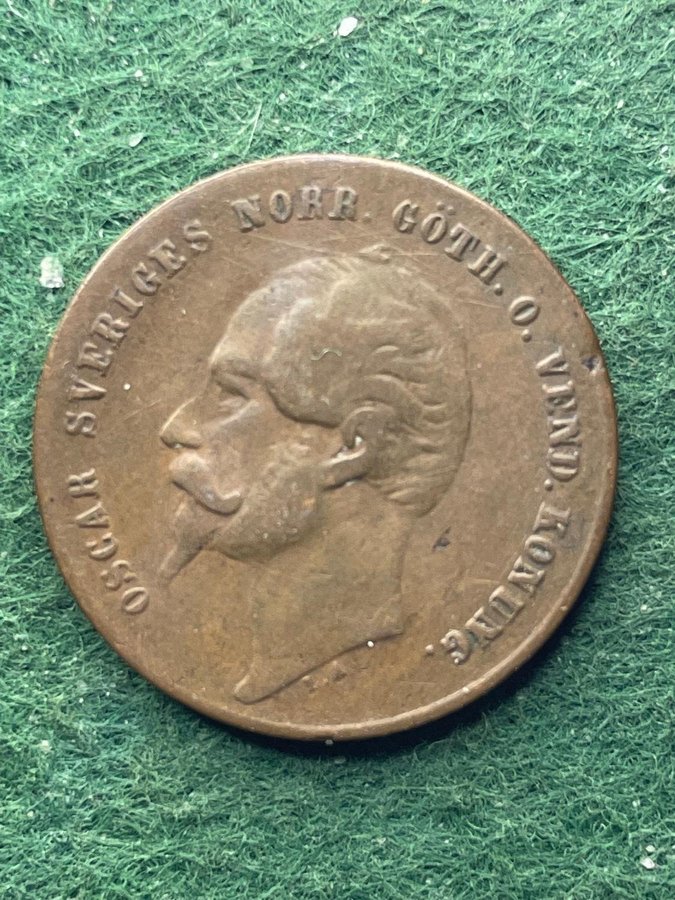 OSCAR SVERIGES NORR. GÖTH. O. VEND. KONUNG.
L.A.